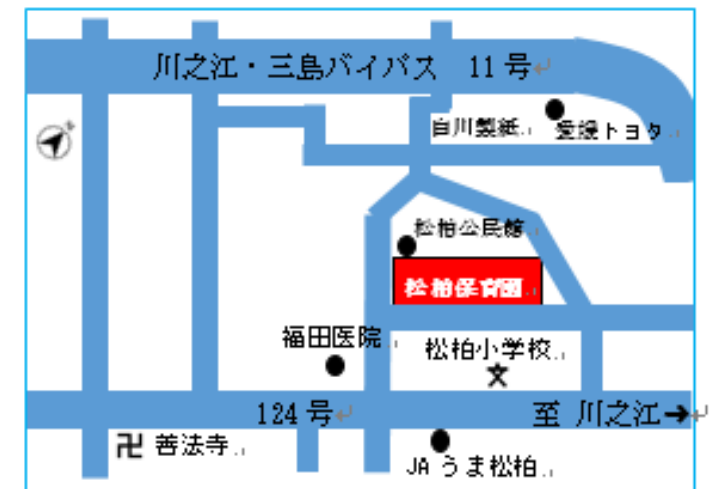 川之江・三島バイパス 11号
白川製紙
愛媛トヨタ
松柏公民館
松柏保育園
福田医院
松柏小学校
文
124号
至 川之江➔
卍 善法寺
JA うま松柏